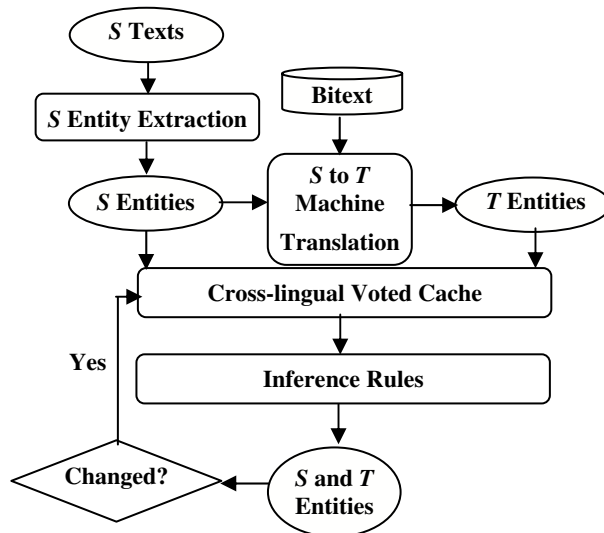 S Texts
S Entity Extraction
Bitext
S Entities
S to T
Machine
Translation
T Entities
Cross-lingual Voted Cache
Yes
Inference Rules
Changed?
S and T
Entities